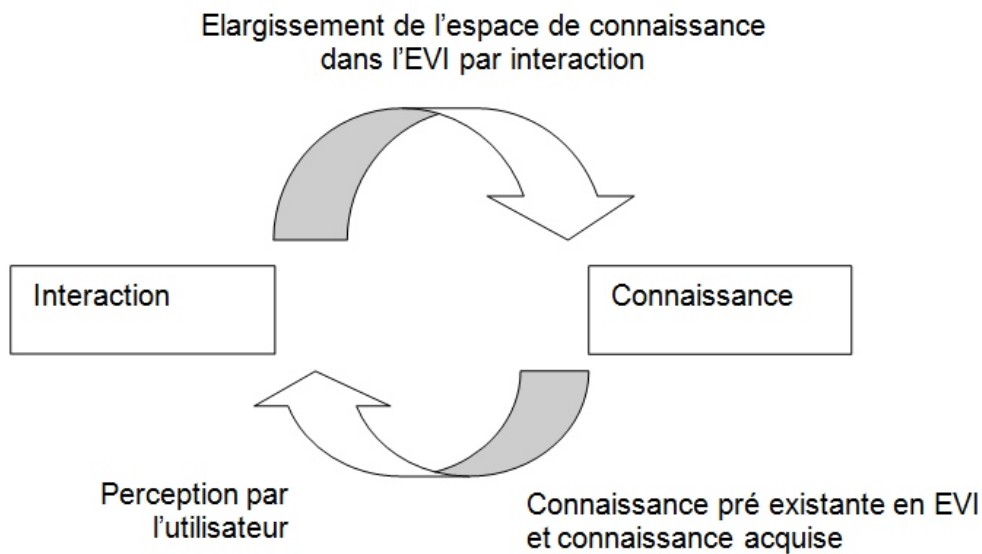 Elargissement de l'espace de connaissance
dans l'EVI par interaction
Interaction
Connaissance
Perception par
l'utilisateur
Connaissance pré existante en EVI
et connaissance acquise